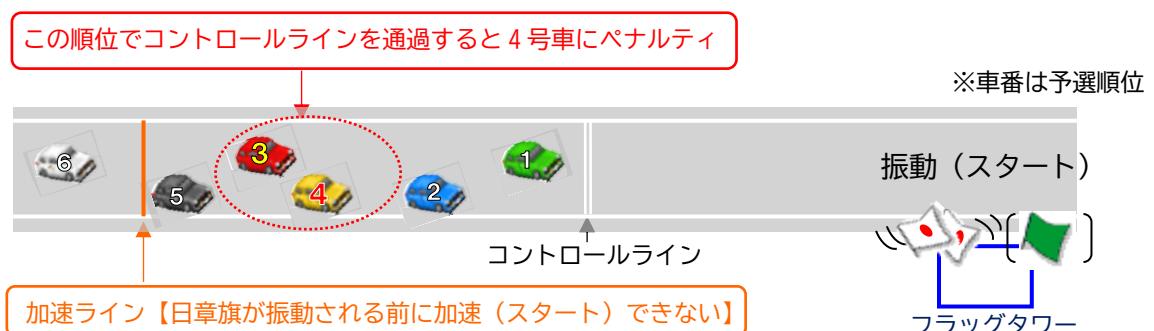 この順位でコントロールラインを通過すると 4 号車にペナルティ
※車番は予選順位
6
5
3
4
2
1
振動（スタート）
コントロールライン
加速ライン【日章旗が振動される前に加速（スタート）できない】
フラッグタワー